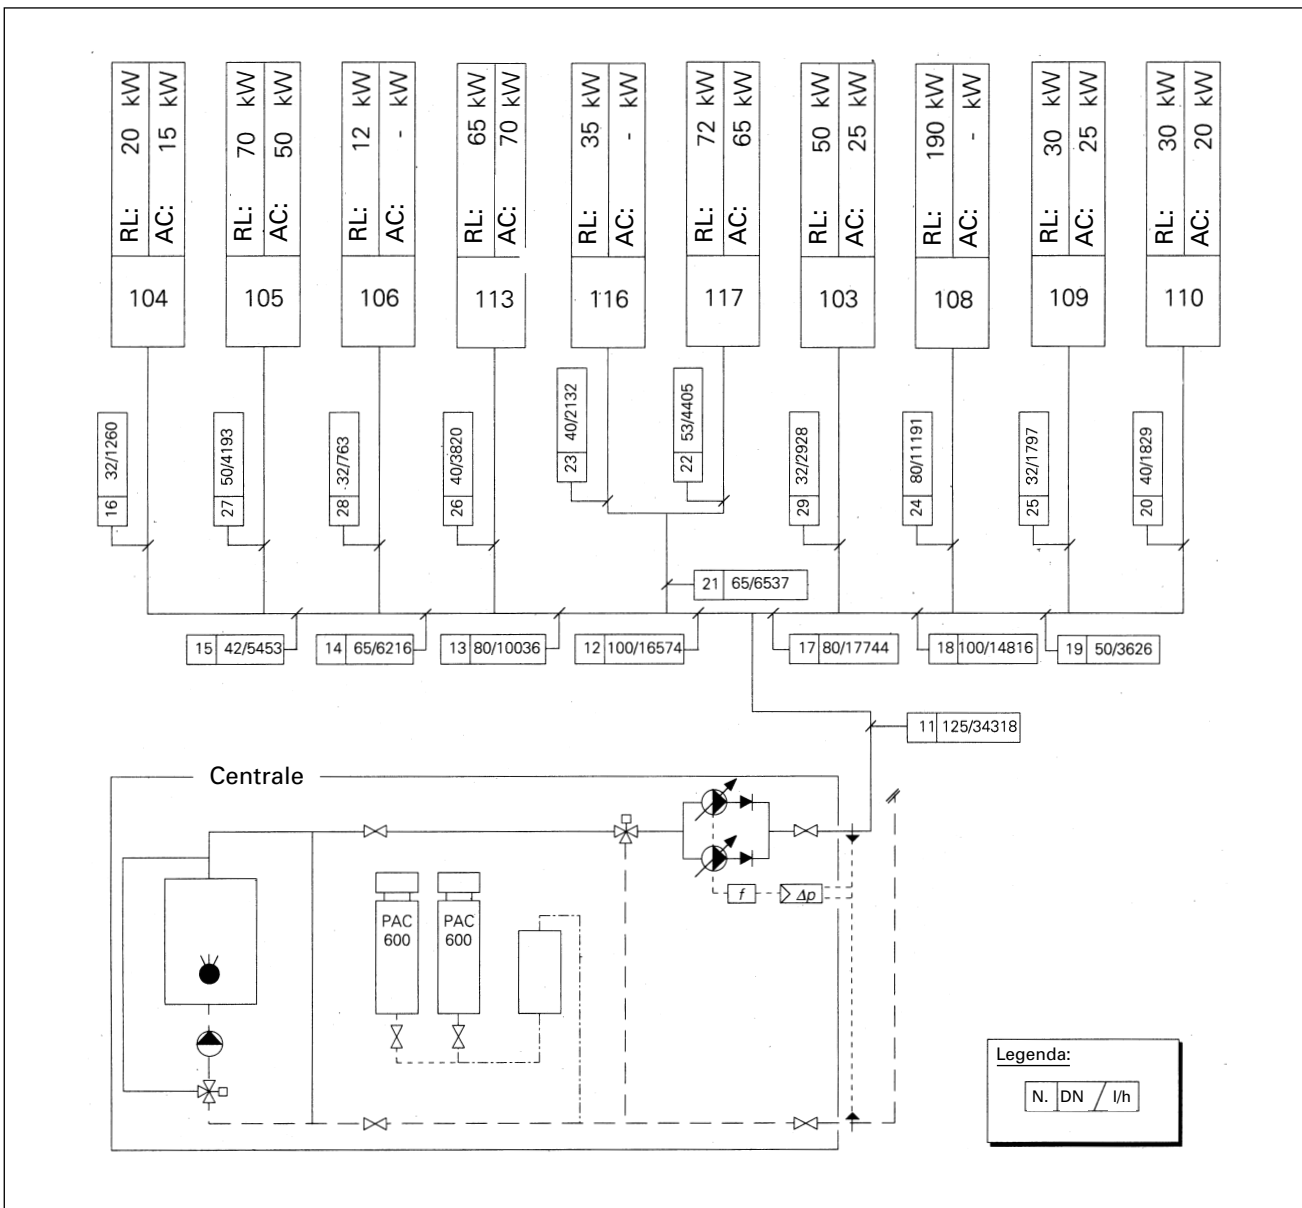 RL: 20 kW
AC: 15 kW
104
RL: 70 kW
AC: 50 kW
105
RL: 12 kW
AC: - kW
106
RL: 65 kW
AC: 70 kW
113
RL: 35 kW
AC: - kW
116
RL: 72 kW
AC: 65 kW
117
RL: 50 kW
AC: 25 kW
103
RL: 190 kW
AC: - kW
108
RL: 30 kW
AC: 25 kW
109
RL: 30 kW
AC: 20 kW
110
16 32/1260
27 50/4193
28 32/763
26 40/3820
23 40/2132
22 53/4405
29 32/2928
24 80/11191
25 32/1797
20 40/1829
21 65/6537
15 42/5453
14 65/6216
13 80/10036
12 100/16574
17 80/17744
18 100/14816
19 50/3626
11 125/34318
Centrale
f
Δp
PAC
600
PAC
600
Legenda:
N. DN / l/h